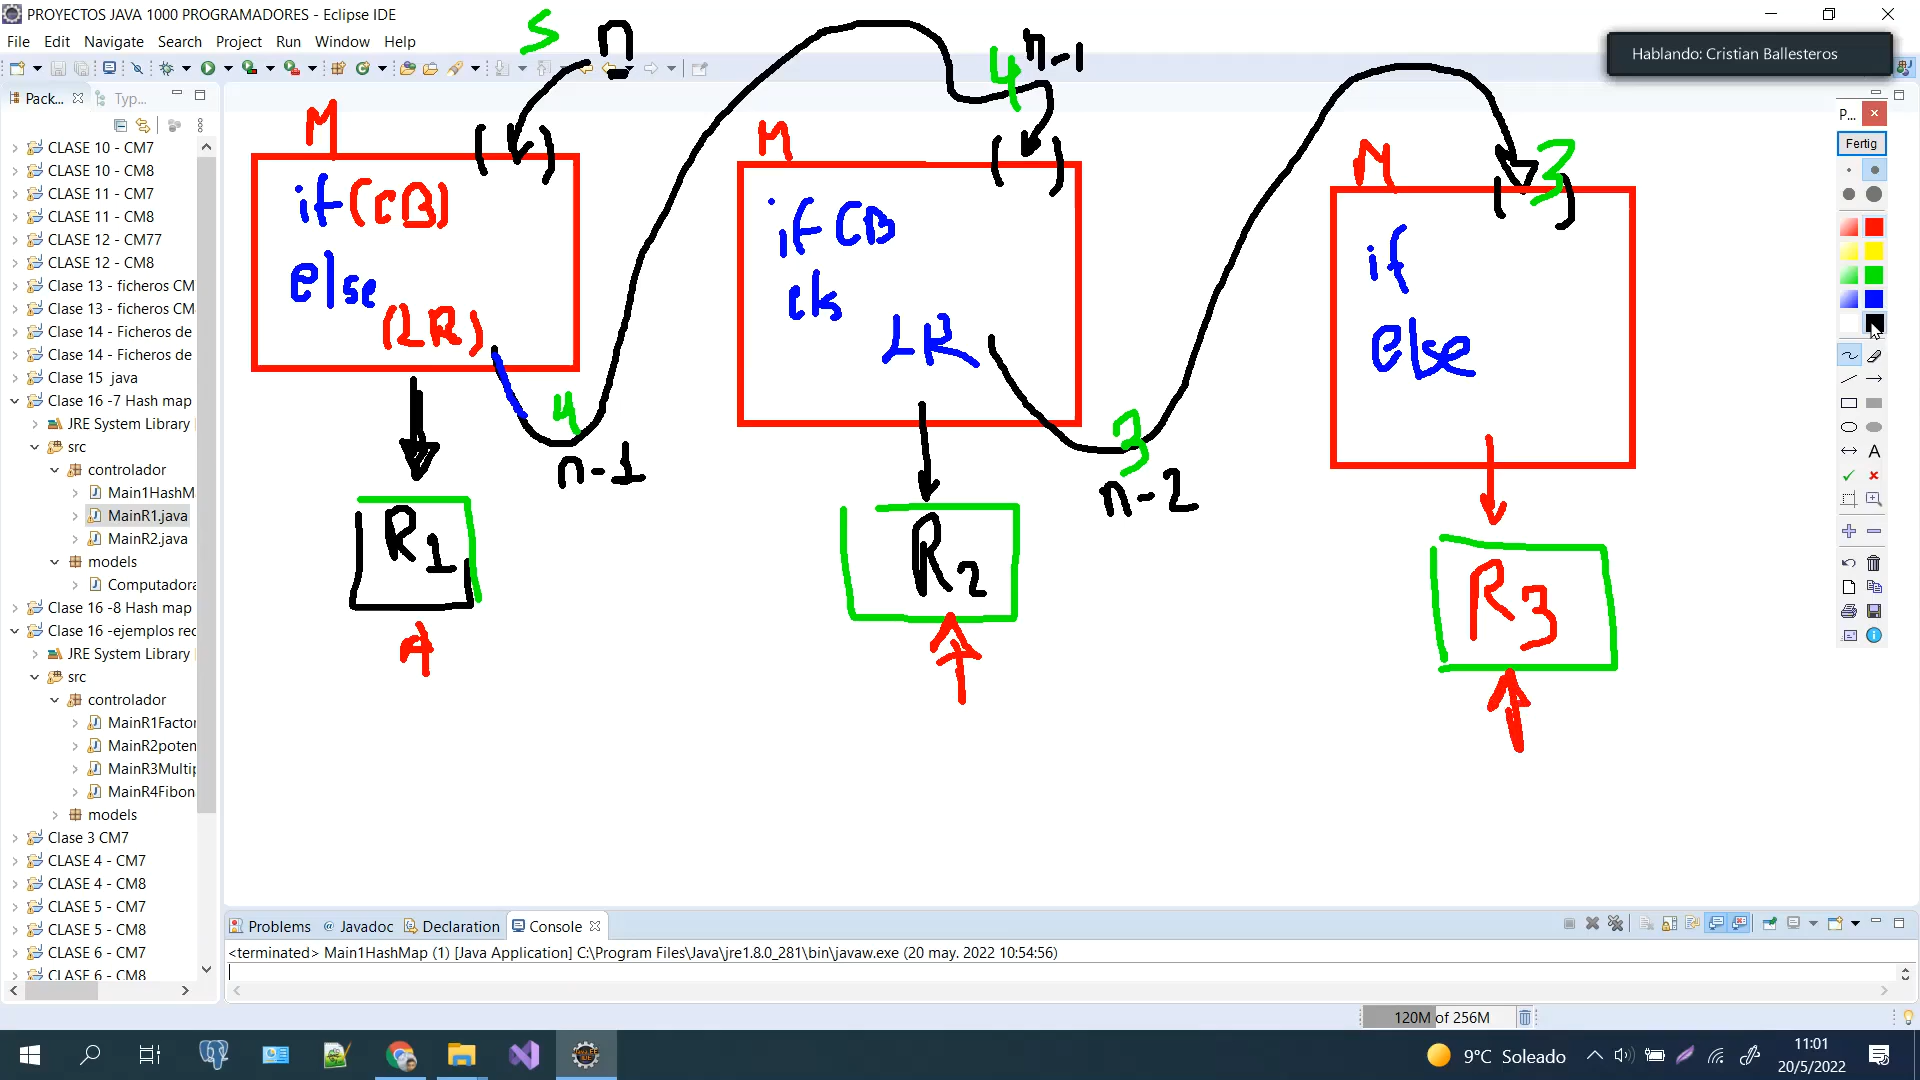 PROYECTOS JAVA 1000 PROGRAMADORES - Eclipse IDE
File Edit Navigate Search Project Run Window Help
Hablando: Cristian Ballesteros
Pack... Typ...
CLASE 10 - CM7
CLASE 10 - CM8
CLASE 11 - CM7
CLASE 11 - CM8
CLASE 12 - CM77
CLASE 12 - CM8
Clase 13 - ficheros CM
Clase 13 - ficheros CM
Clase 14 - Ficheros de
Clase 14 - Ficheros de
Clase 15 java
Clase 16 -7 Hash map
JRE System Library
src
controlador
Main1HashM
MainR1.java
MainR2.java
models
Computadora
Clase 16 -8 Hash map
Clase 16 -ejemplos rec
JRE System Library
src
controlador
MainR1Factor
MainR2poten
MainR3Multip
MainR4Fibon
models
Clase 3 CM7
CLASE 4 - CM7
CLASE 4 - CM8
CLASE 5 - CM7
CLASE 5 - CM8
CLASE 6 - CM7
CLASE 6 - CM8
5 n
M ( )
if (CB)
else
(LR)
4
n-1
R1
4 n-1
M ( )
if CB
els
LR
3
n-2
R2
3
M ( )
if
else
R3
P...
Fertig
A
Problems @ Javadoc Declaration Console
<terminated> Main1HashMap (1) [Java Application] C:\Program Files\Java\jre1.8.0_281\bin\javaw.exe (20 may. 2022 10:54:56)
120M of 256M
9°C Soleado
11:01
20/5/2022